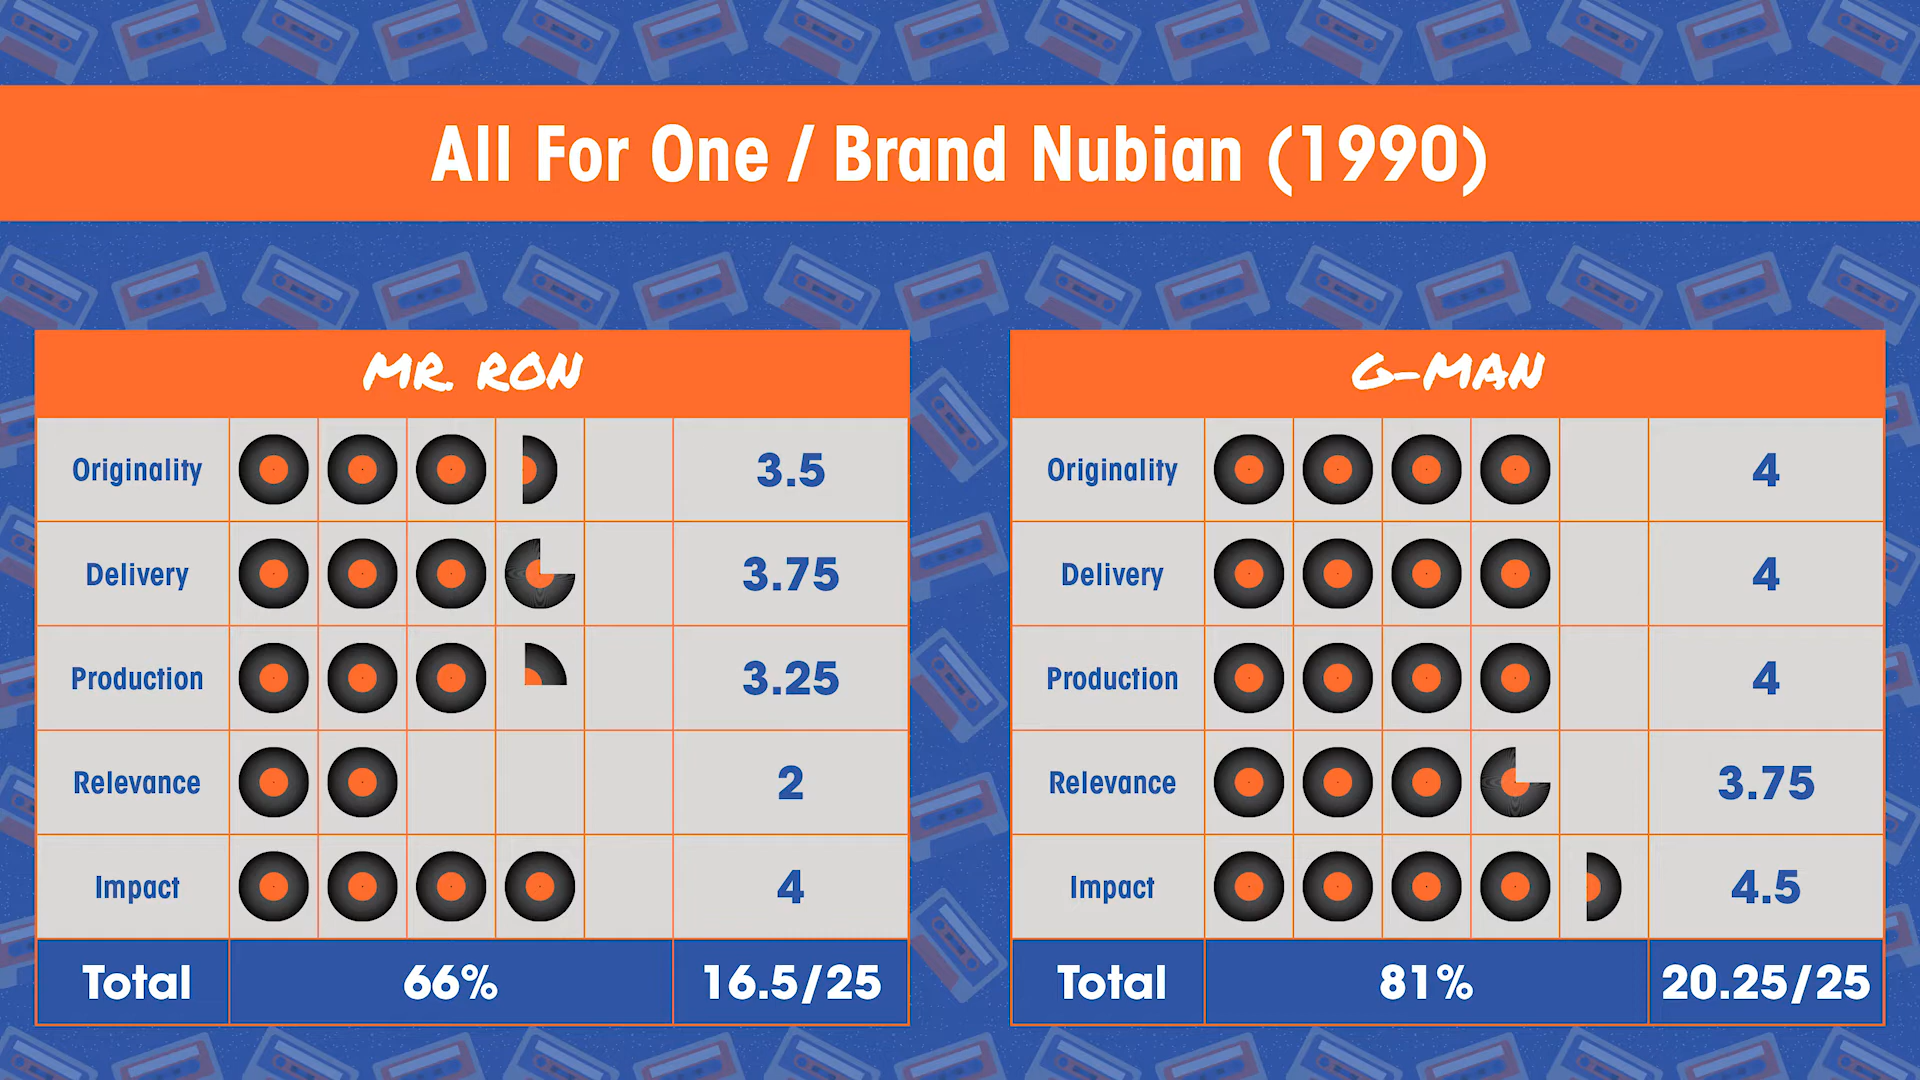 All For One / Brand Nubian (1990)
MR. RON
Originality 3.5
Delivery 3.75
Production 3.25
Relevance 2
Impact 4
Total 66% 16.5/25
G-MAN
Originality 4
Delivery 4
Production 4
Relevance 3.75
Impact 4.5
Total 81% 20.25/25